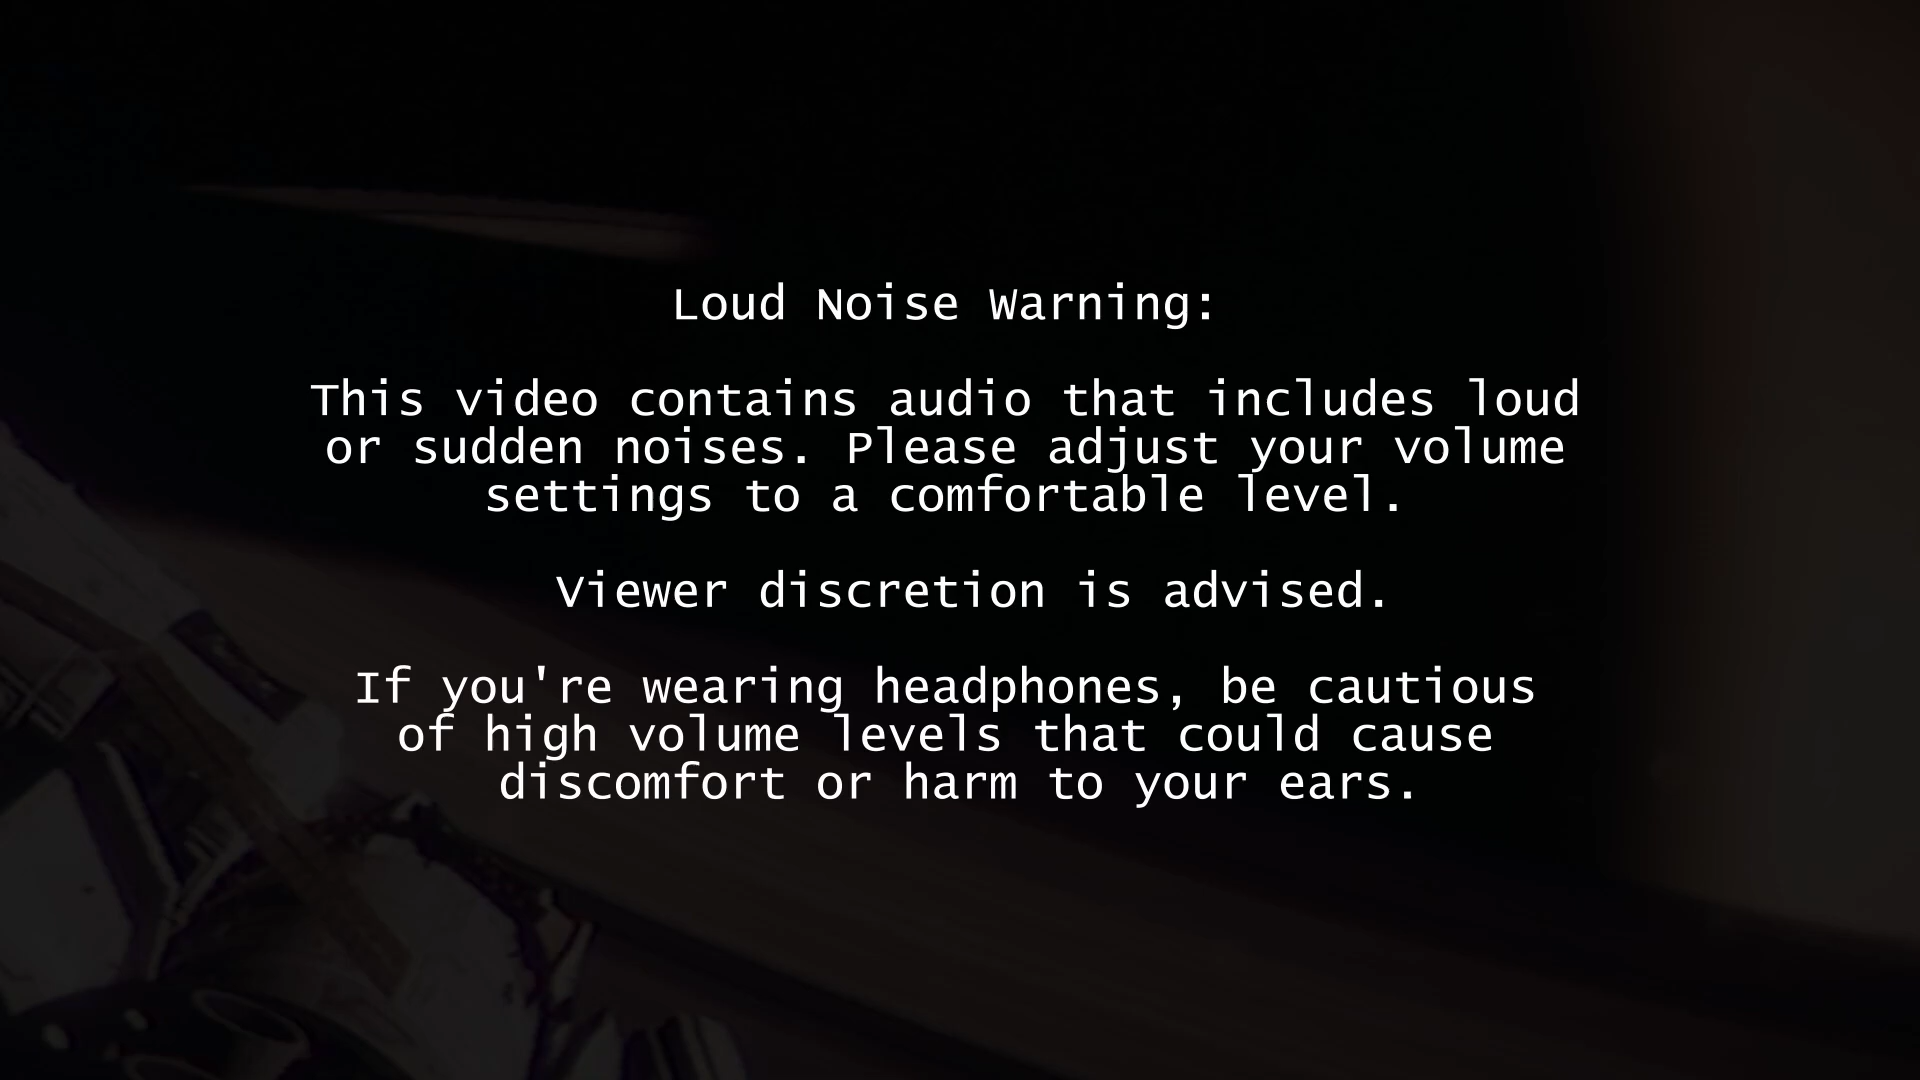 Loud Noise Warning:
This video contains audio that includes loud
or sudden noises. Please adjust your volume
settings to a comfortable level.
Viewer discretion is advised.
If you're wearing headphones, be cautious
of high volume levels that could cause
discomfort or harm to your ears.